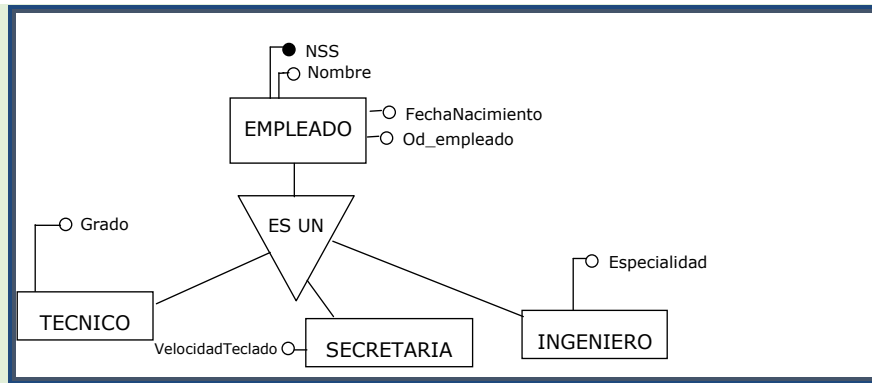 NSS
Nombre
EMPLEADO
FechaNacimiento
Od_empleado
ES UN
Grado
Especialidad
TECNICO
VelocidadTeclado
SECRETARIA
INGENIERO